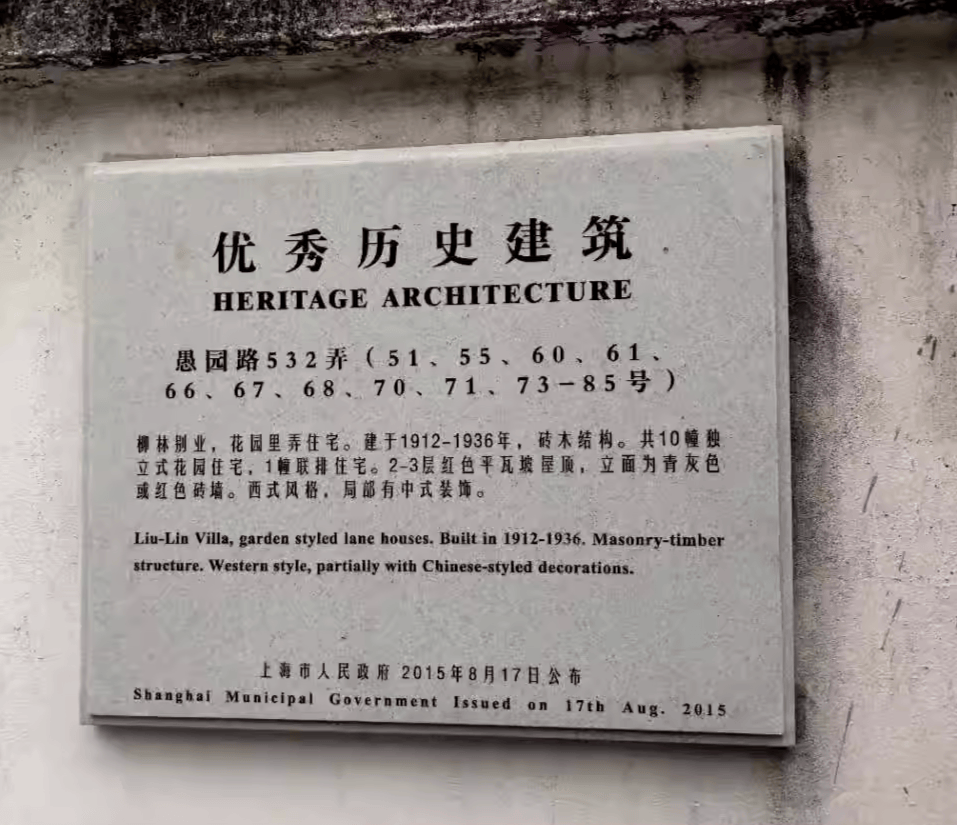 优秀历史建筑
HERITAGE ARCHITECTURE
愚园路532弄（51、55、60、61、
66、67、68、70、71、73－85号）
柳林别业，花园里弄住宅。建于1912-1936年，砖木结构。共10幢独
立式花园住宅，1幢联排住宅。2-3层红色平瓦坡屋顶，立面为青灰色
或红色砖墙。西式风格，局部有中式装饰。
Liu-Lin Villa, garden styled lane houses. Built in 1912-1936. Masonry-timber
structure. Western style, partially with Chinese-styled decorations.
上海市人民政府 2015年8月17日公布
Shanghai Municipal Government Issued on 17th Aug. 2015